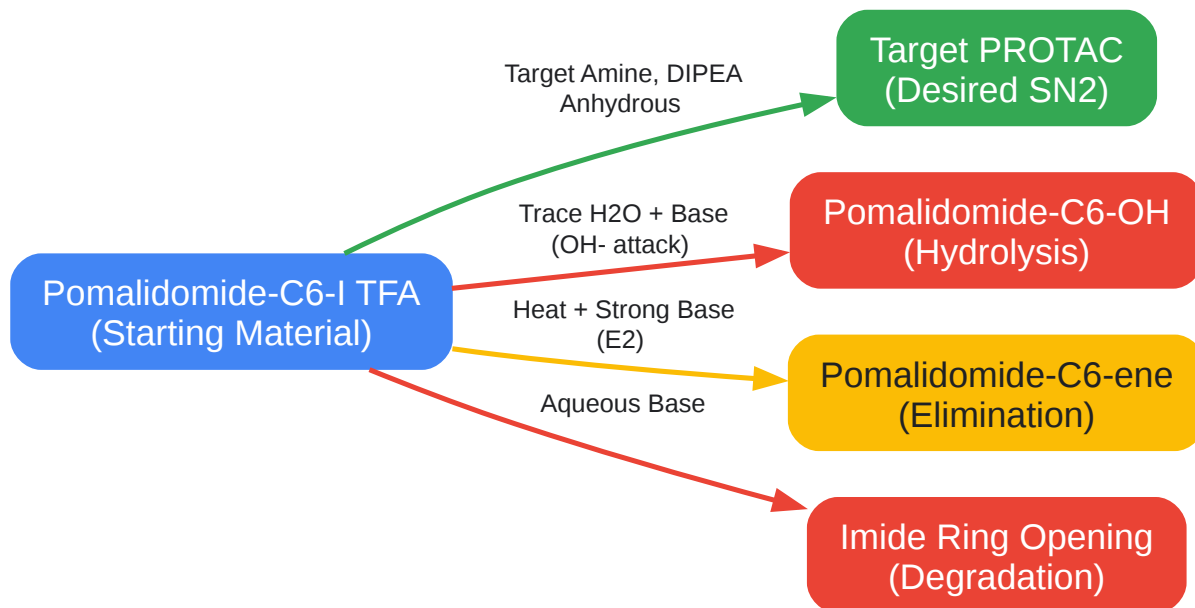 Target PROTAC
(Desired SN2)
Target Amine, DIPEA
Anhydrous
Trace H2O + Base
(OH- attack)
Pomalidomide-C6-OH
(Hydrolysis)
Pomalidomide-C6-I TFA
(Starting Material)
Heat + Strong Base
(E2)
Pomalidomide-C6-ene
(Elimination)
Aqueous Base
Imide Ring Opening
(Degradation)